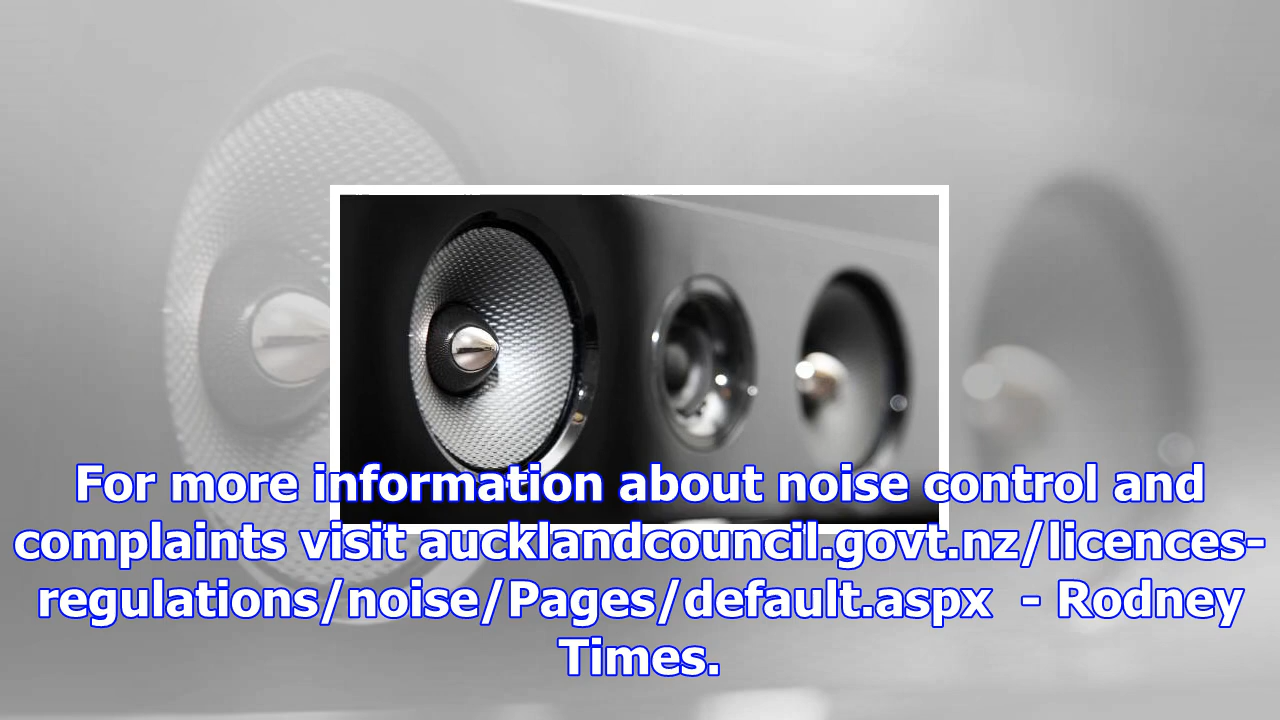 For more information about noise control and
complaints visit aucklandcouncil.govt.nz/licences-
regulations/noise/Pages/default.aspx  - Rodney
Times.